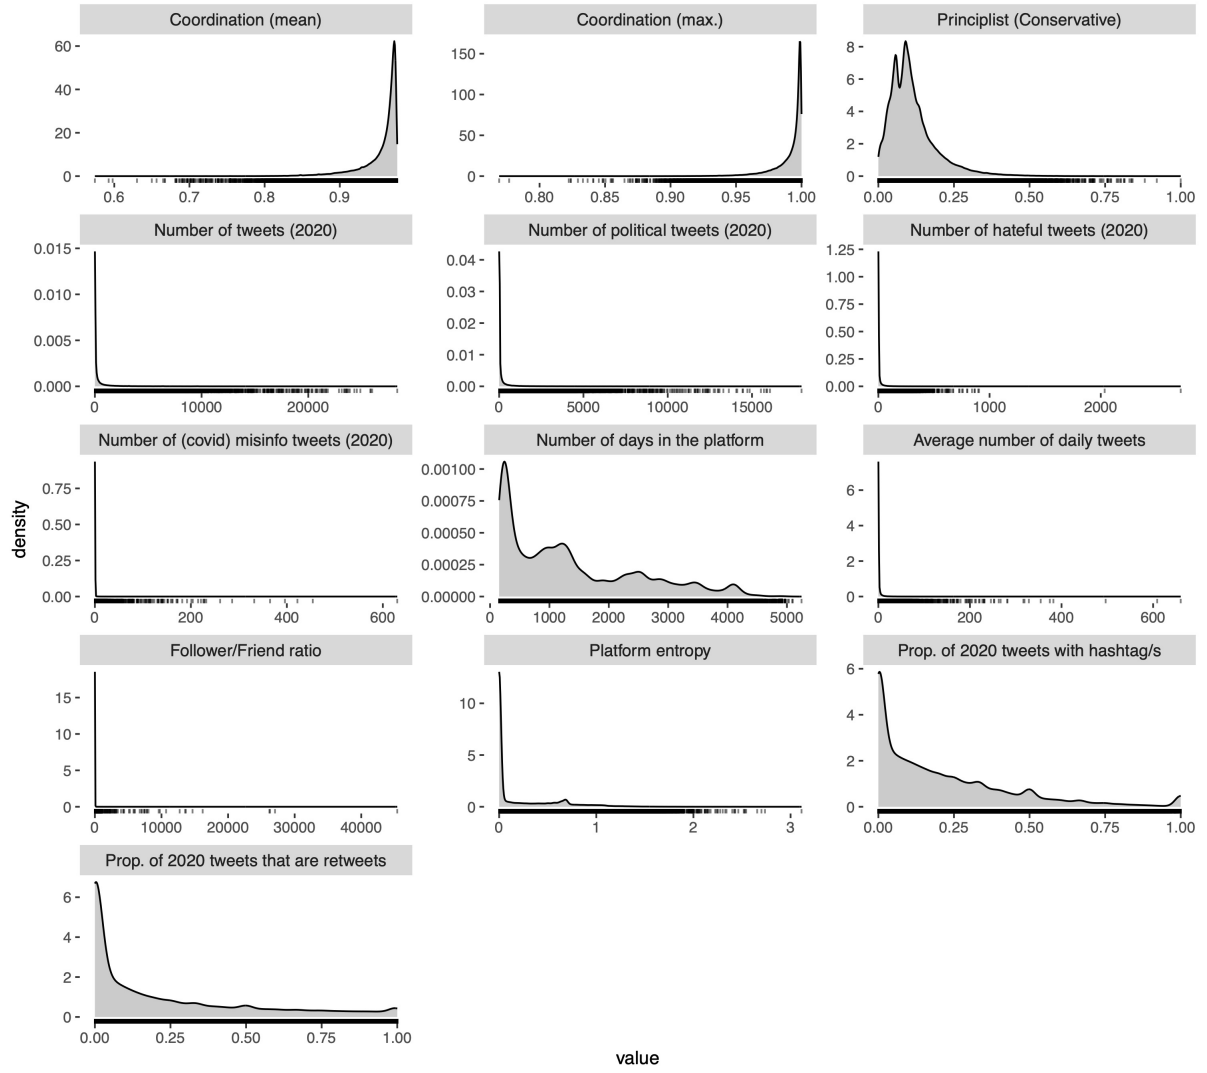 Coordination (mean)
60
40
20
0
0.6 0.7 0.8 0.9
Coordination (max.)
150
100
50
0
0.80 0.85 0.90 0.95 1.00
Principlist (Conservative)
8
6
4
2
0
0.00 0.25 0.50 0.75 1.00
Number of tweets (2020)
0.015
0.010
0.005
0.000
0 10000 20000
Number of political tweets (2020)
0.04
0.03
0.02
0.01
0.00
0 5000 10000 15000
Number of hateful tweets (2020)
1.25
1.00
0.75
0.50
0.25
0.00
0 1000 2000
Number of (covid) misinfo tweets (2020)
0.75
0.50
0.25
0.00
0 200 400 600
Number of days in the platform
0.00100
0.00075
0.00050
0.00025
0.00000
0 1000 2000 3000 4000 5000
Average number of daily tweets
6
4
2
0
0 200 400 600
Follower/Friend ratio
15
10
5
0
0 10000 20000 30000 40000
Platform entropy
10
5
0
0 1 2 3
Prop. of 2020 tweets with hashtag/s
6
4
2
0
0.00 0.25 0.50 0.75 1.00
Prop. of 2020 tweets that are retweets
6
4
2
0
0.00 0.25 0.50 0.75 1.00
density
value